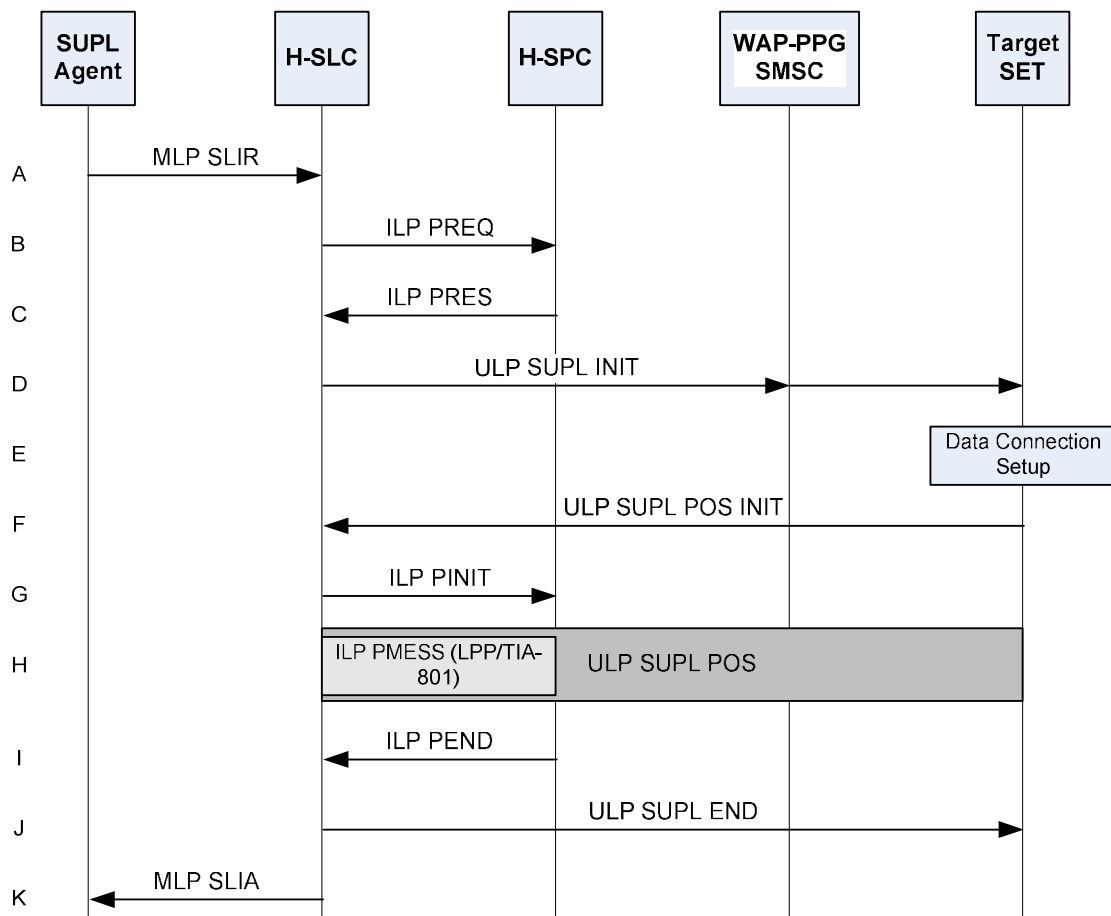 SUPL
Agent
H-SLC
H-SPC
WAP-PPG
SMSC
Target
SET
A
MLP SLIR
B
ILP PREQ
C
ILP PRES
D
ULP SUPL INIT
E
Data Connection
Setup
F
ULP SUPL POS INIT
G
ILP PINIT
H
ILP PMESS (LPP/TIA-
801)
ULP SUPL POS
I
ILP PEND
J
ULP SUPL END
K
MLP SLIA